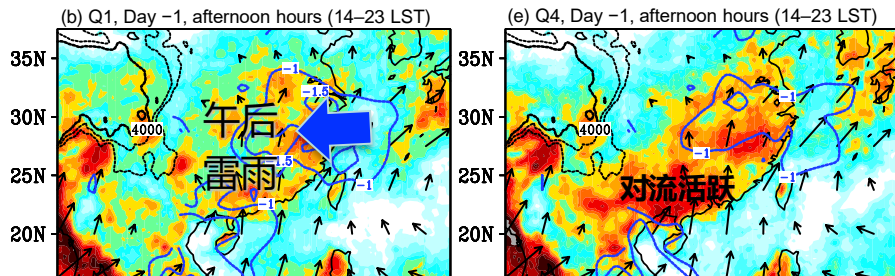 (b) Q1, Day −1, afternoon hours (14–23 LST)
(e) Q4, Day −1, afternoon hours (14–23 LST)
35N
30N
25N
20N
4000
−1
−1.5
1.5
−1
−1
午后
雷雨
35N
30N
25N
20N
4000
−1
−1
−1
对流活跃